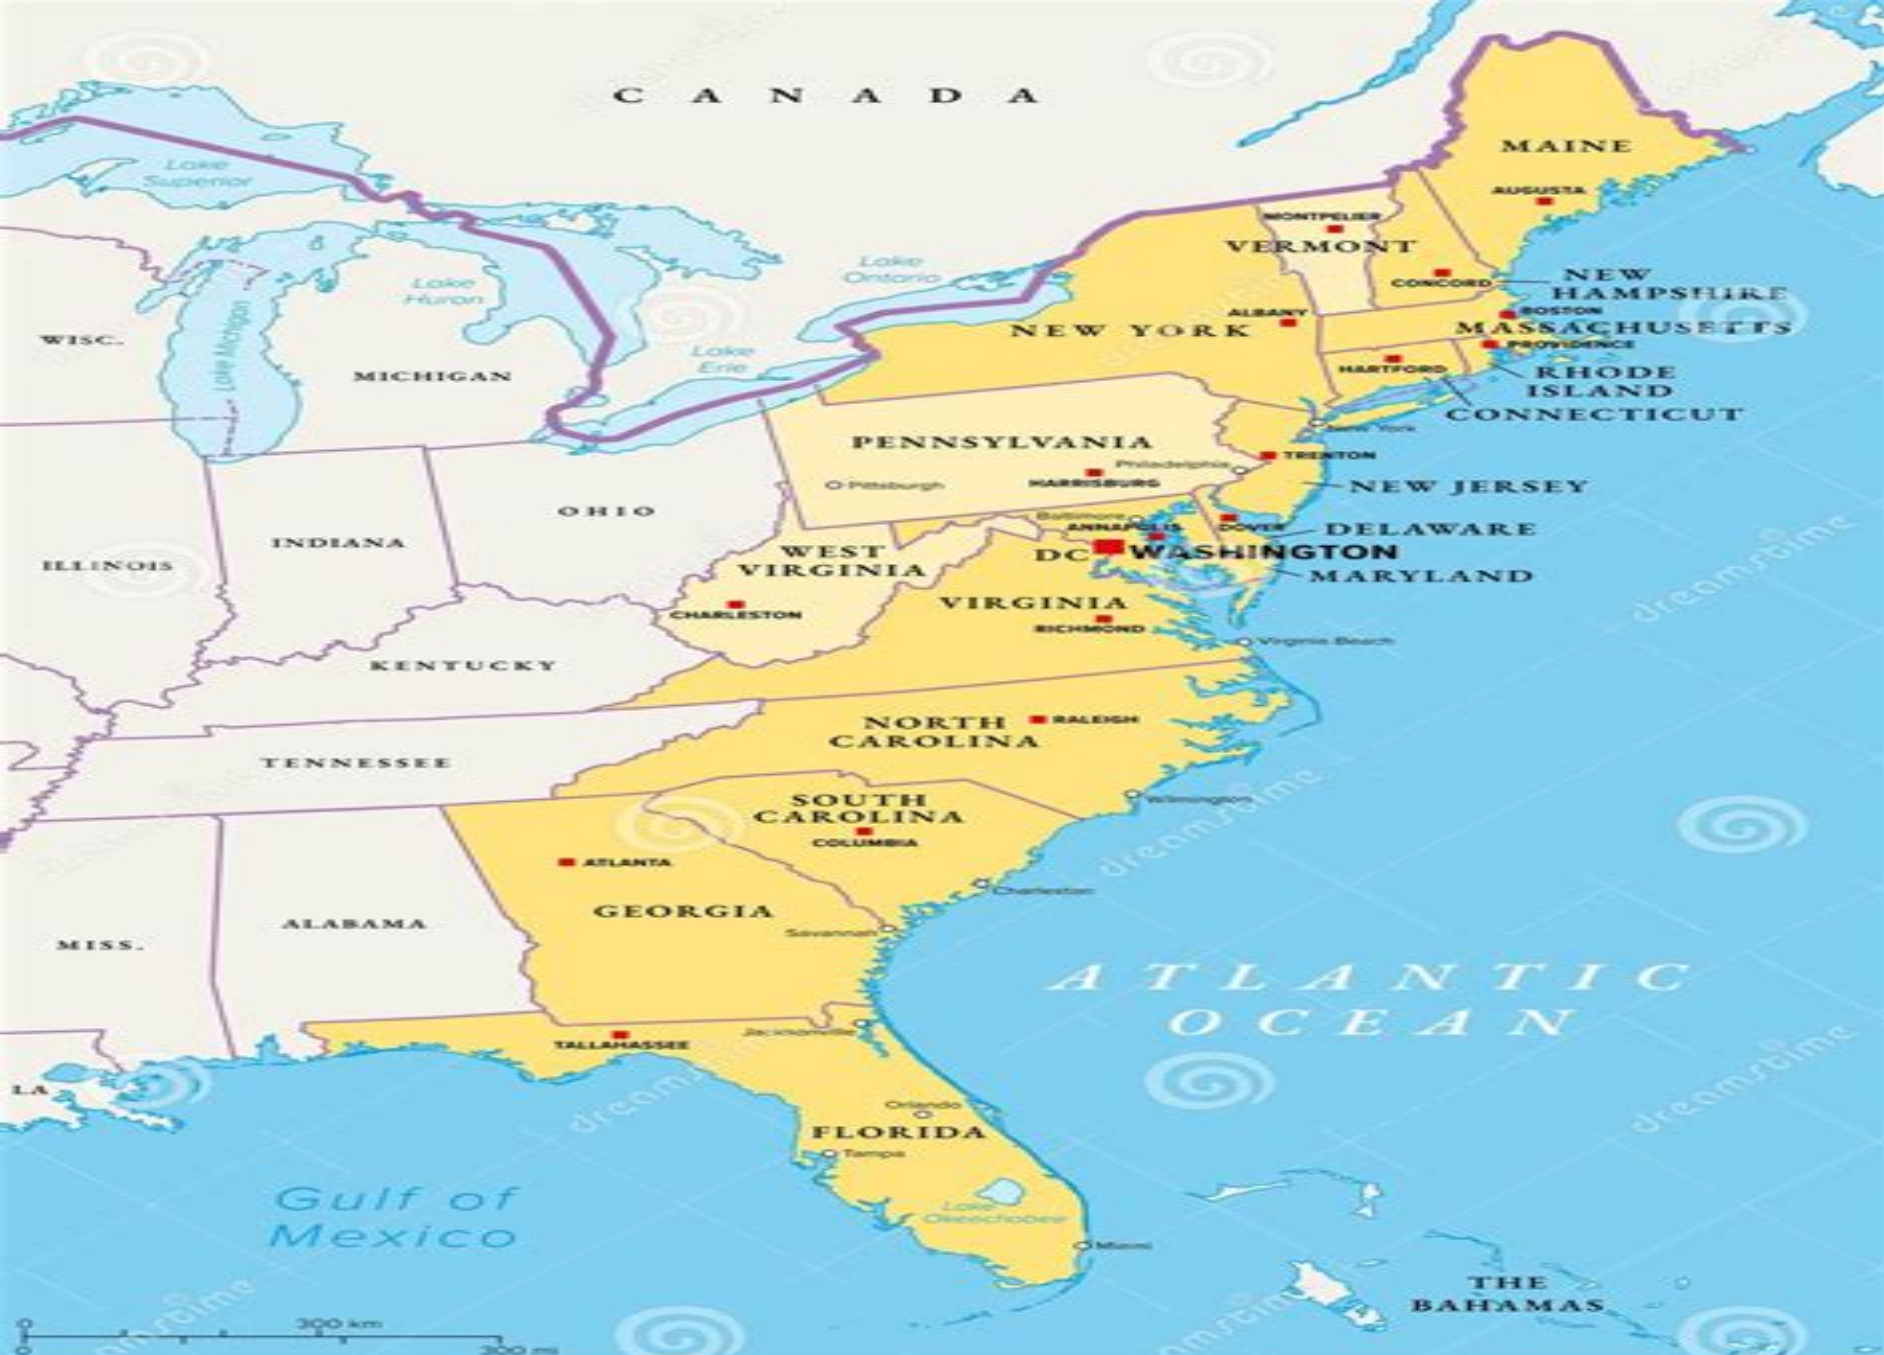 CANADA
MAINE
AUGUSTA
Lake
Superior
MONTPELIER
VERMONT
Lake
Ontario
Lake
Huron
CONCORD
NEW
HAMPSHIRE
Lake Michigan
ALBANY
BOSTON
NEW YORK
MASSACHUSETTS
WISC.
PROVIDENCE
Lake
Erie
HARTFORD
RHODE
ISLAND
MICHIGAN
CONNECTICUT
New York
PENNSYLVANIA
TRENTON
Philadelphia
Pittsburgh
HARRISBURG
NEW JERSEY
OHIO
Baltimore
ANNAPOLIS
DOVER
DELAWARE
INDIANA
WEST
VIRGINIA
DC
WASHINGTON
ILLINOIS
MARYLAND
VIRGINIA
CHARLESTON
RICHMOND
Virginia Beach
KENTUCKY
NORTH
CAROLINA
RALEIGH
TENNESSEE
SOUTH
CAROLINA
Wilmington
COLUMBIA
ATLANTA
Charleston
GEORGIA
ALABAMA
Savannah
MISS.
ATLANTIC
OCEAN
Jacksonville
TALLAHASSEE
LA
Orlando
FLORIDA
Tampa
Gulf of
Mexico
Lake
Okeechobee
Miami
THE
BAHAMAS
0
300 km
300 mi
dreamstime
dreamstime
dreamstime
dreamstime